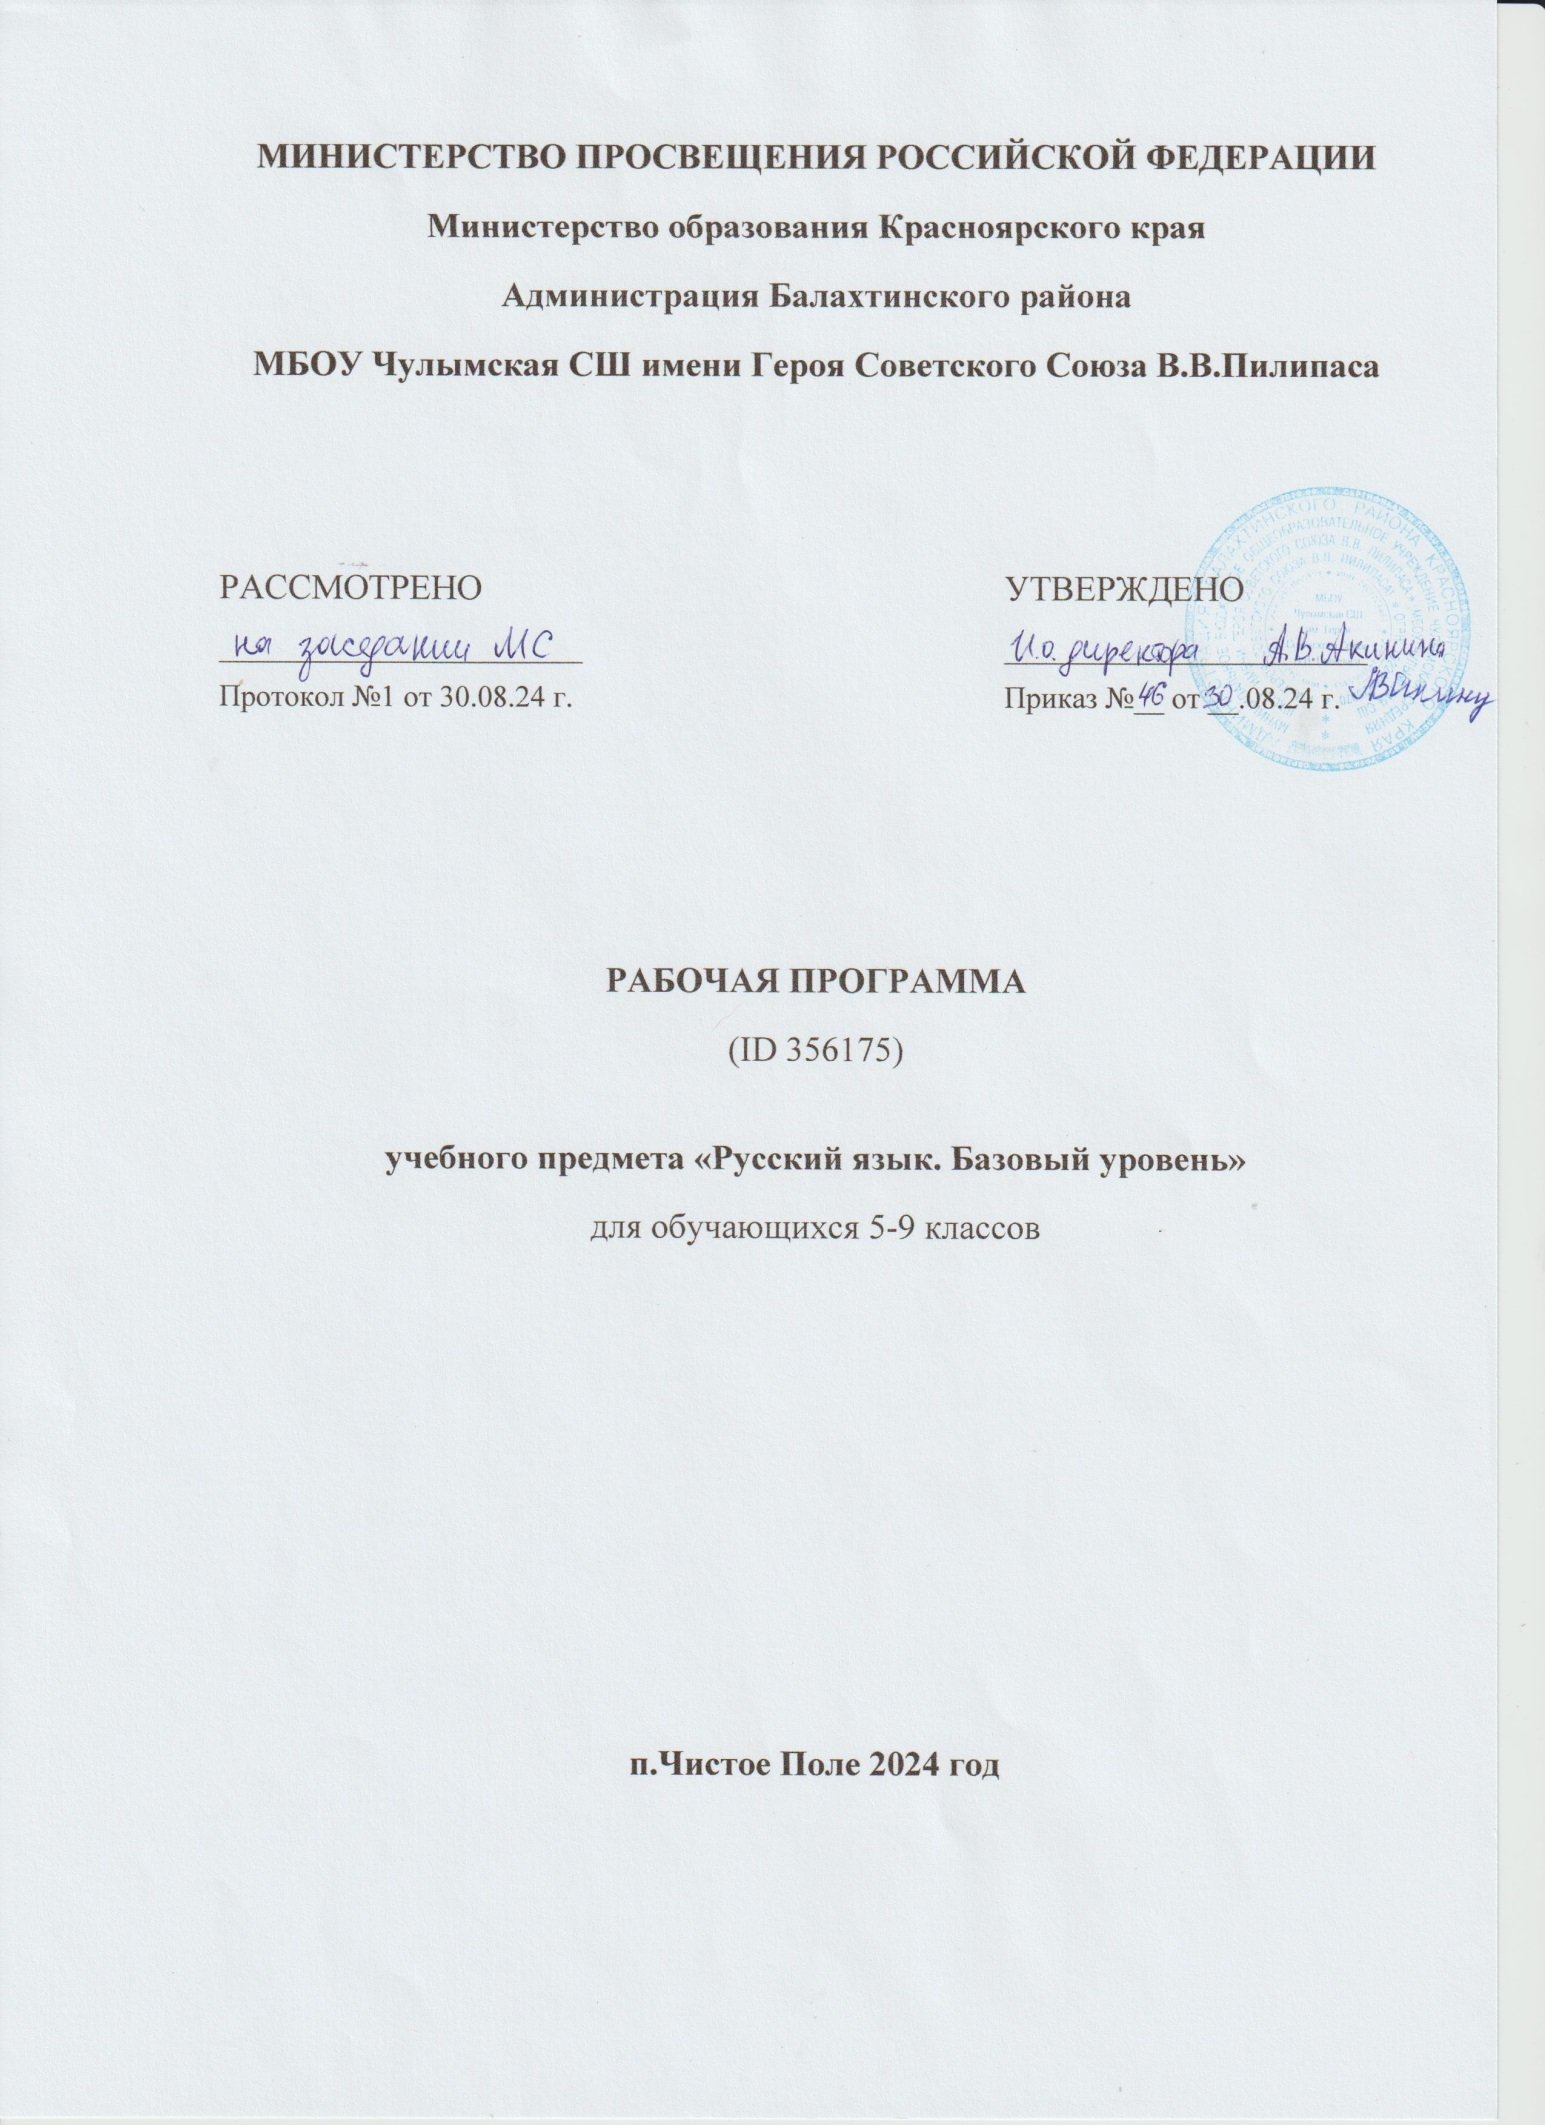 МИНИСТЕРСТВО ПРОСВЕЩЕНИЯ РОССИЙСКОЙ ФЕДЕРАЦИИ
Министерство образования Красноярского края
Администрация Балахтинского района
МБОУ Чулымская СШ имени Героя Советского Союза В.В.Пилипаса
РАССМОТРЕНО
на заседании МС
Протокол №1 от 30.08.24 г.
УТВЕРЖДЕНО
И.о. директора А.В. Акинина
Приказ №46 от 30.08.24 г.
РАБОЧАЯ ПРОГРАММА
(ID 356175)
учебного предмета «Русский язык. Базовый уровень»
для обучающихся 5-9 классов
п.Чистое Поле 2024 год